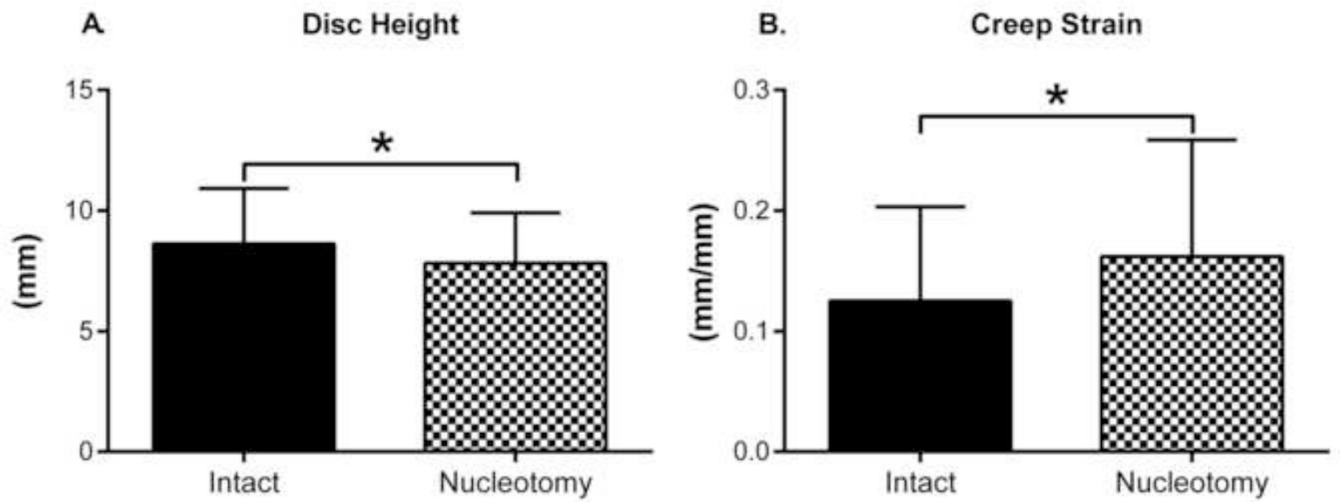 A. Disc Height
(mm)
15
10
5
0
*
Intact Nucleotomy
B. Creep Strain
(mm/mm)
0.3
0.2
0.1
0.0
*
Intact Nucleotomy